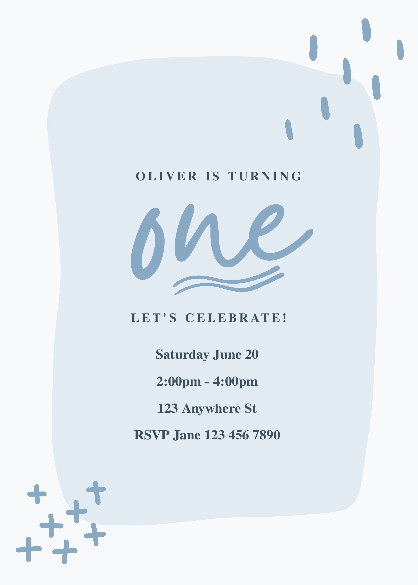 OLIVER IS TURNING
one
LET'S CELEBRATE!
Saturday June 20
2:00pm - 4:00pm
123 Anywhere St
RSVP Jane 123 456 7890